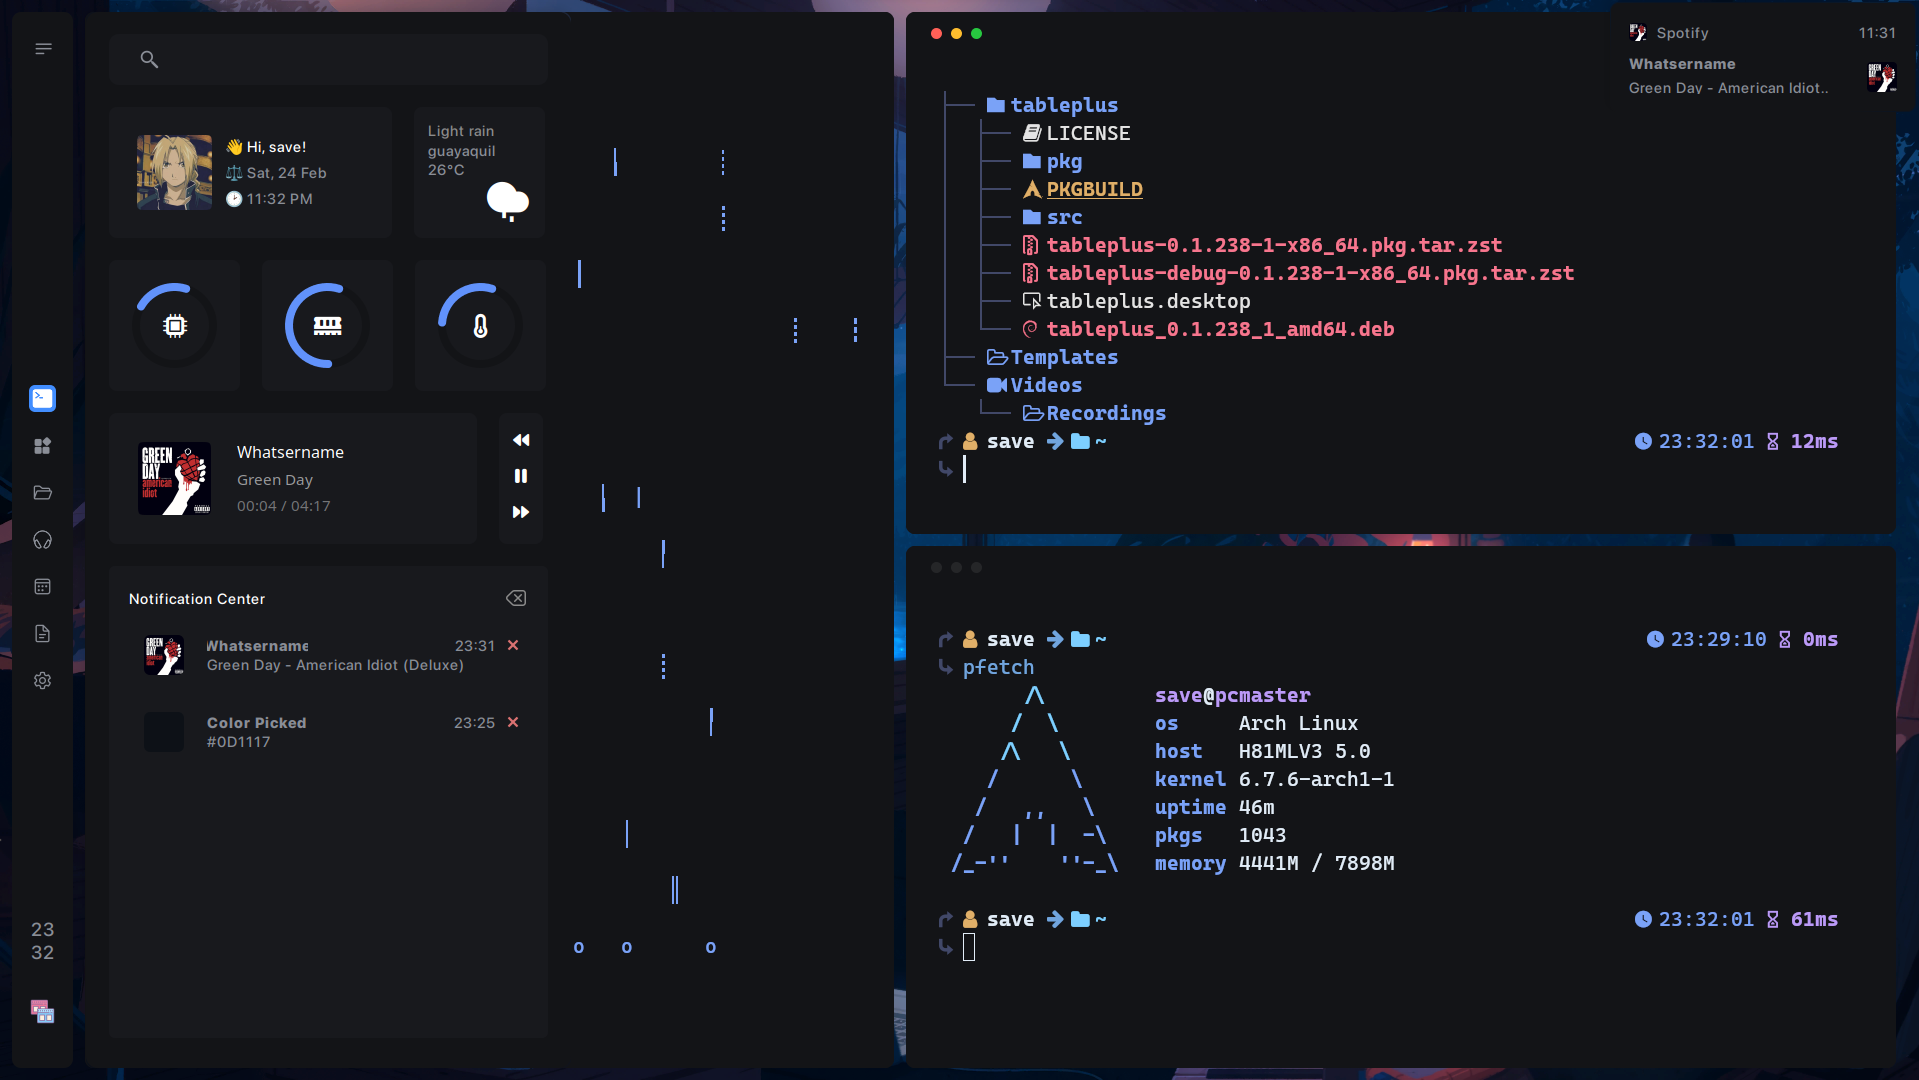 Hi, save!
Sat, 24 Feb
11:32 PM
Light rain
guayaquil
26°C
GREEN DAY
american idiot
Whatsername
Green Day
00:04 / 04:17
Notification Center
Whatsername 23:31
Green Day - American Idiot (Deluxe)
Color Picked 23:25
#0D1117
23
32
o o o
Spotify 11:31
Whatsername
Green Day - American Idiot..
tableplus
LICENSE
pkg
PKGBUILD
src
tableplus-0.1.238-1-x86_64.pkg.tar.zst
tableplus-debug-0.1.238-1-x86_64.pkg.tar.zst
tableplus.desktop
tableplus_0.1.238_1_amd64.deb
Templates
Videos
Recordings
save ~ 23:32:01 12ms
save ~ 23:29:10 0ms
pfetch
save@pcmaster
os Arch Linux
host H81MLV3 5.0
kernel 6.7.6-arch1-1
uptime 46m
pkgs 1043
memory 4441M / 7898M
save ~ 23:32:01 61ms